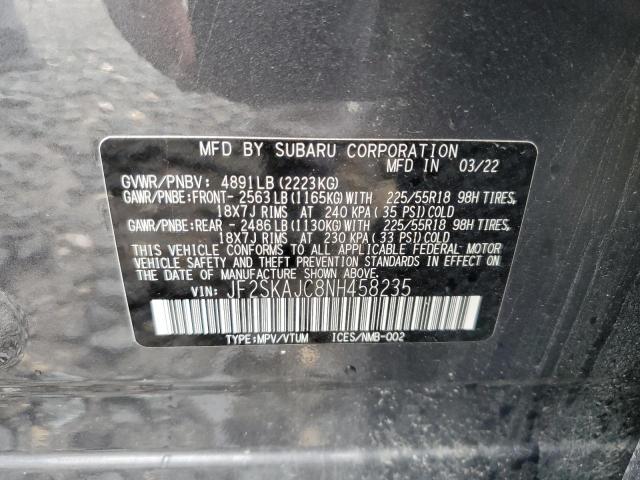 MFD BY SUBARU CORPORATION
MFD IN 03/22
GVWR/PNBV: 4891LB (2223KG)
GAWR/PNBE:FRONT- 2563LB (1165KG)WITH 225/55R18 98H TIRES,
18X7J RIMS AT 240 KPA( 35 PSI) COLD
GAWR/PNBE:REAR - 2486LB (1130KG)WITH 225/55R18 98H TIRES,
18X7J RIMS AT 230 KPA( 33 PSI) COLD
THIS VEHICLE CONFORMS TO ALL APPLICABLE FEDERAL-MOTOR
VEHICLE SAFETY AND THEFT PREVENTION STANDARDS IN EFFECT
ON THE DATE OF MANUFACTURE SHOWN ABOVE.
VIN: JF2SKAJC8NH458235
TYPE:MPV/VTUM ICES/NMB-002